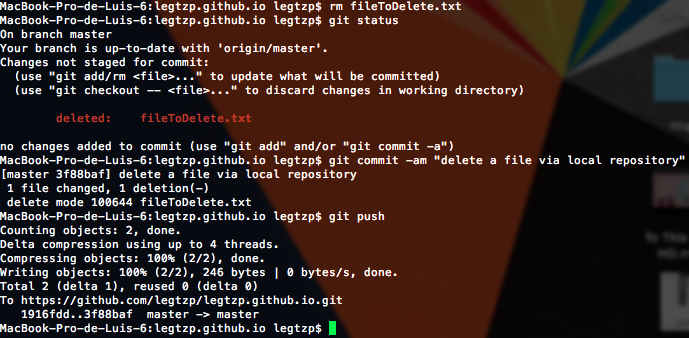 MacBook-Pro-de-Luis-6:legtzp.github.io legtzp$ rm fileToDelete.txt
MacBook-Pro-de-Luis-6:legtzp.github.io legtzp$ git status
On branch master
Your branch is up-to-date with 'origin/master'.
Changes not staged for commit:
  (use "git add/rm <file>..." to update what will be committed)
  (use "git checkout -- <file>..." to discard changes in working directory)
        deleted:    fileToDelete.txt
no changes added to commit (use "git add" and/or "git commit -a")
MacBook-Pro-de-Luis-6:legtzp.github.io legtzp$ git commit -am "delete a file via local repository"
[master 3f88baf] delete a file via local repository
 1 file changed, 1 deletion(-)
 delete mode 100644 fileToDelete.txt
MacBook-Pro-de-Luis-6:legtzp.github.io legtzp$ git push
Counting objects: 2, done.
Delta compression using up to 4 threads.
Compressing objects: 100% (2/2), done.
Writing objects: 100% (2/2), 246 bytes | 0 bytes/s, done.
Total 2 (delta 1), reused 0 (delta 0)
To https://github.com/legtzp/legtzp.github.io.git
   1916fdd..3f88baf  master -> master
MacBook-Pro-de-Luis-6:legtzp.github.io legtzp$
To This